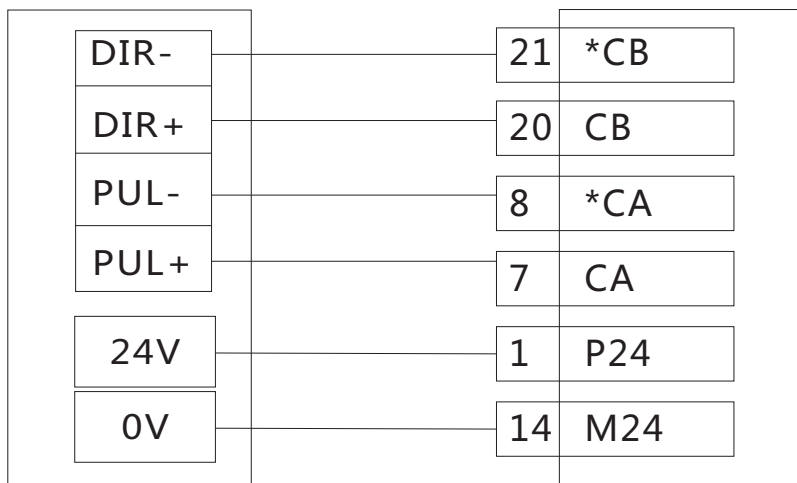 DIR- 21 *CB
DIR+ 20 CB
PUL- 8 *CA
PUL+ 7 CA
24V 1 P24
0V 14 M24